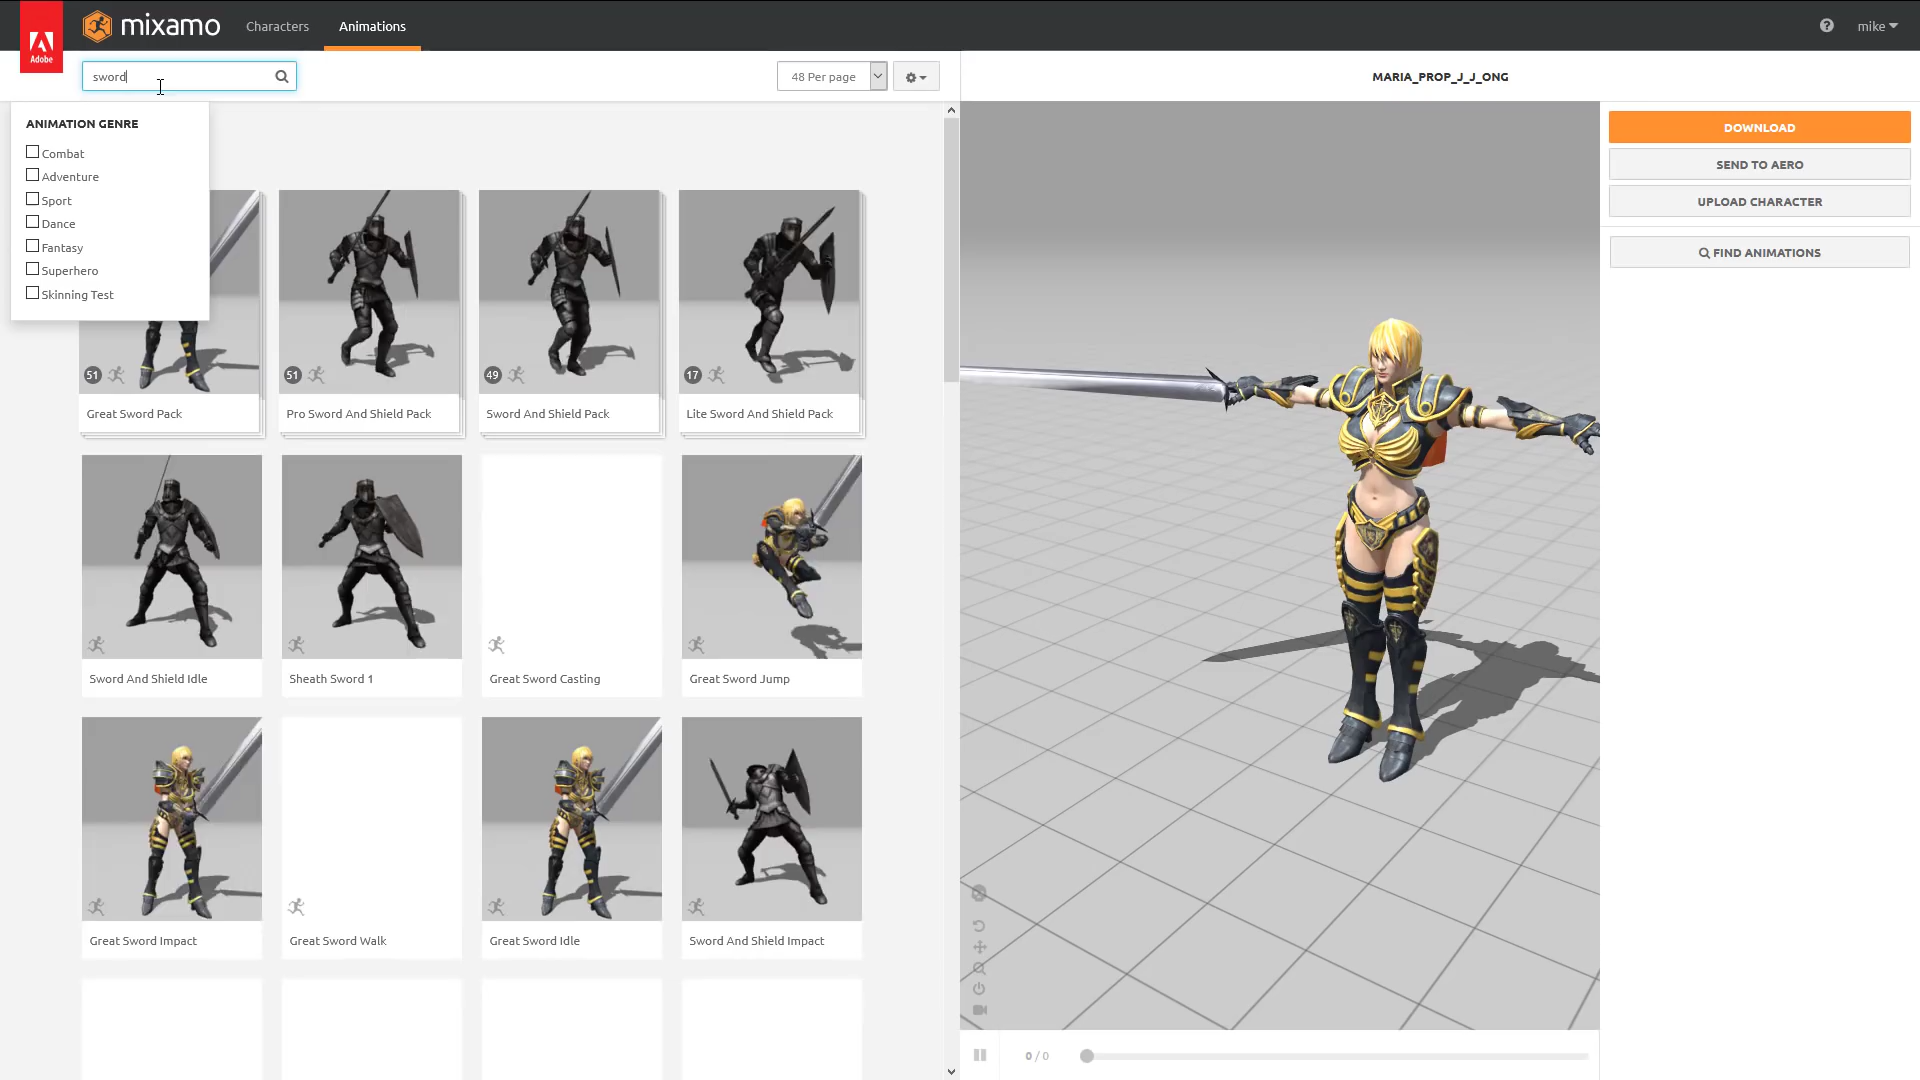 Adobe
mixamo
Characters
Animations
mike
sword
48 Per page
MARIA_PROP_J_J_ONG
ANIMATION GENRE
Combat
Adventure
Sport
Dance
Fantasy
Superhero
Skinning Test
DOWNLOAD
SEND TO AERO
UPLOAD CHARACTER
FIND ANIMATIONS
51
51
49
17
Great Sword Pack
Pro Sword And Shield Pack
Sword And Shield Pack
Lite Sword And Shield Pack
Sword And Shield Idle
Sheath Sword 1
Great Sword Casting
Great Sword Jump
Great Sword Impact
Great Sword Walk
Great Sword Idle
Sword And Shield Impact
0 / 0